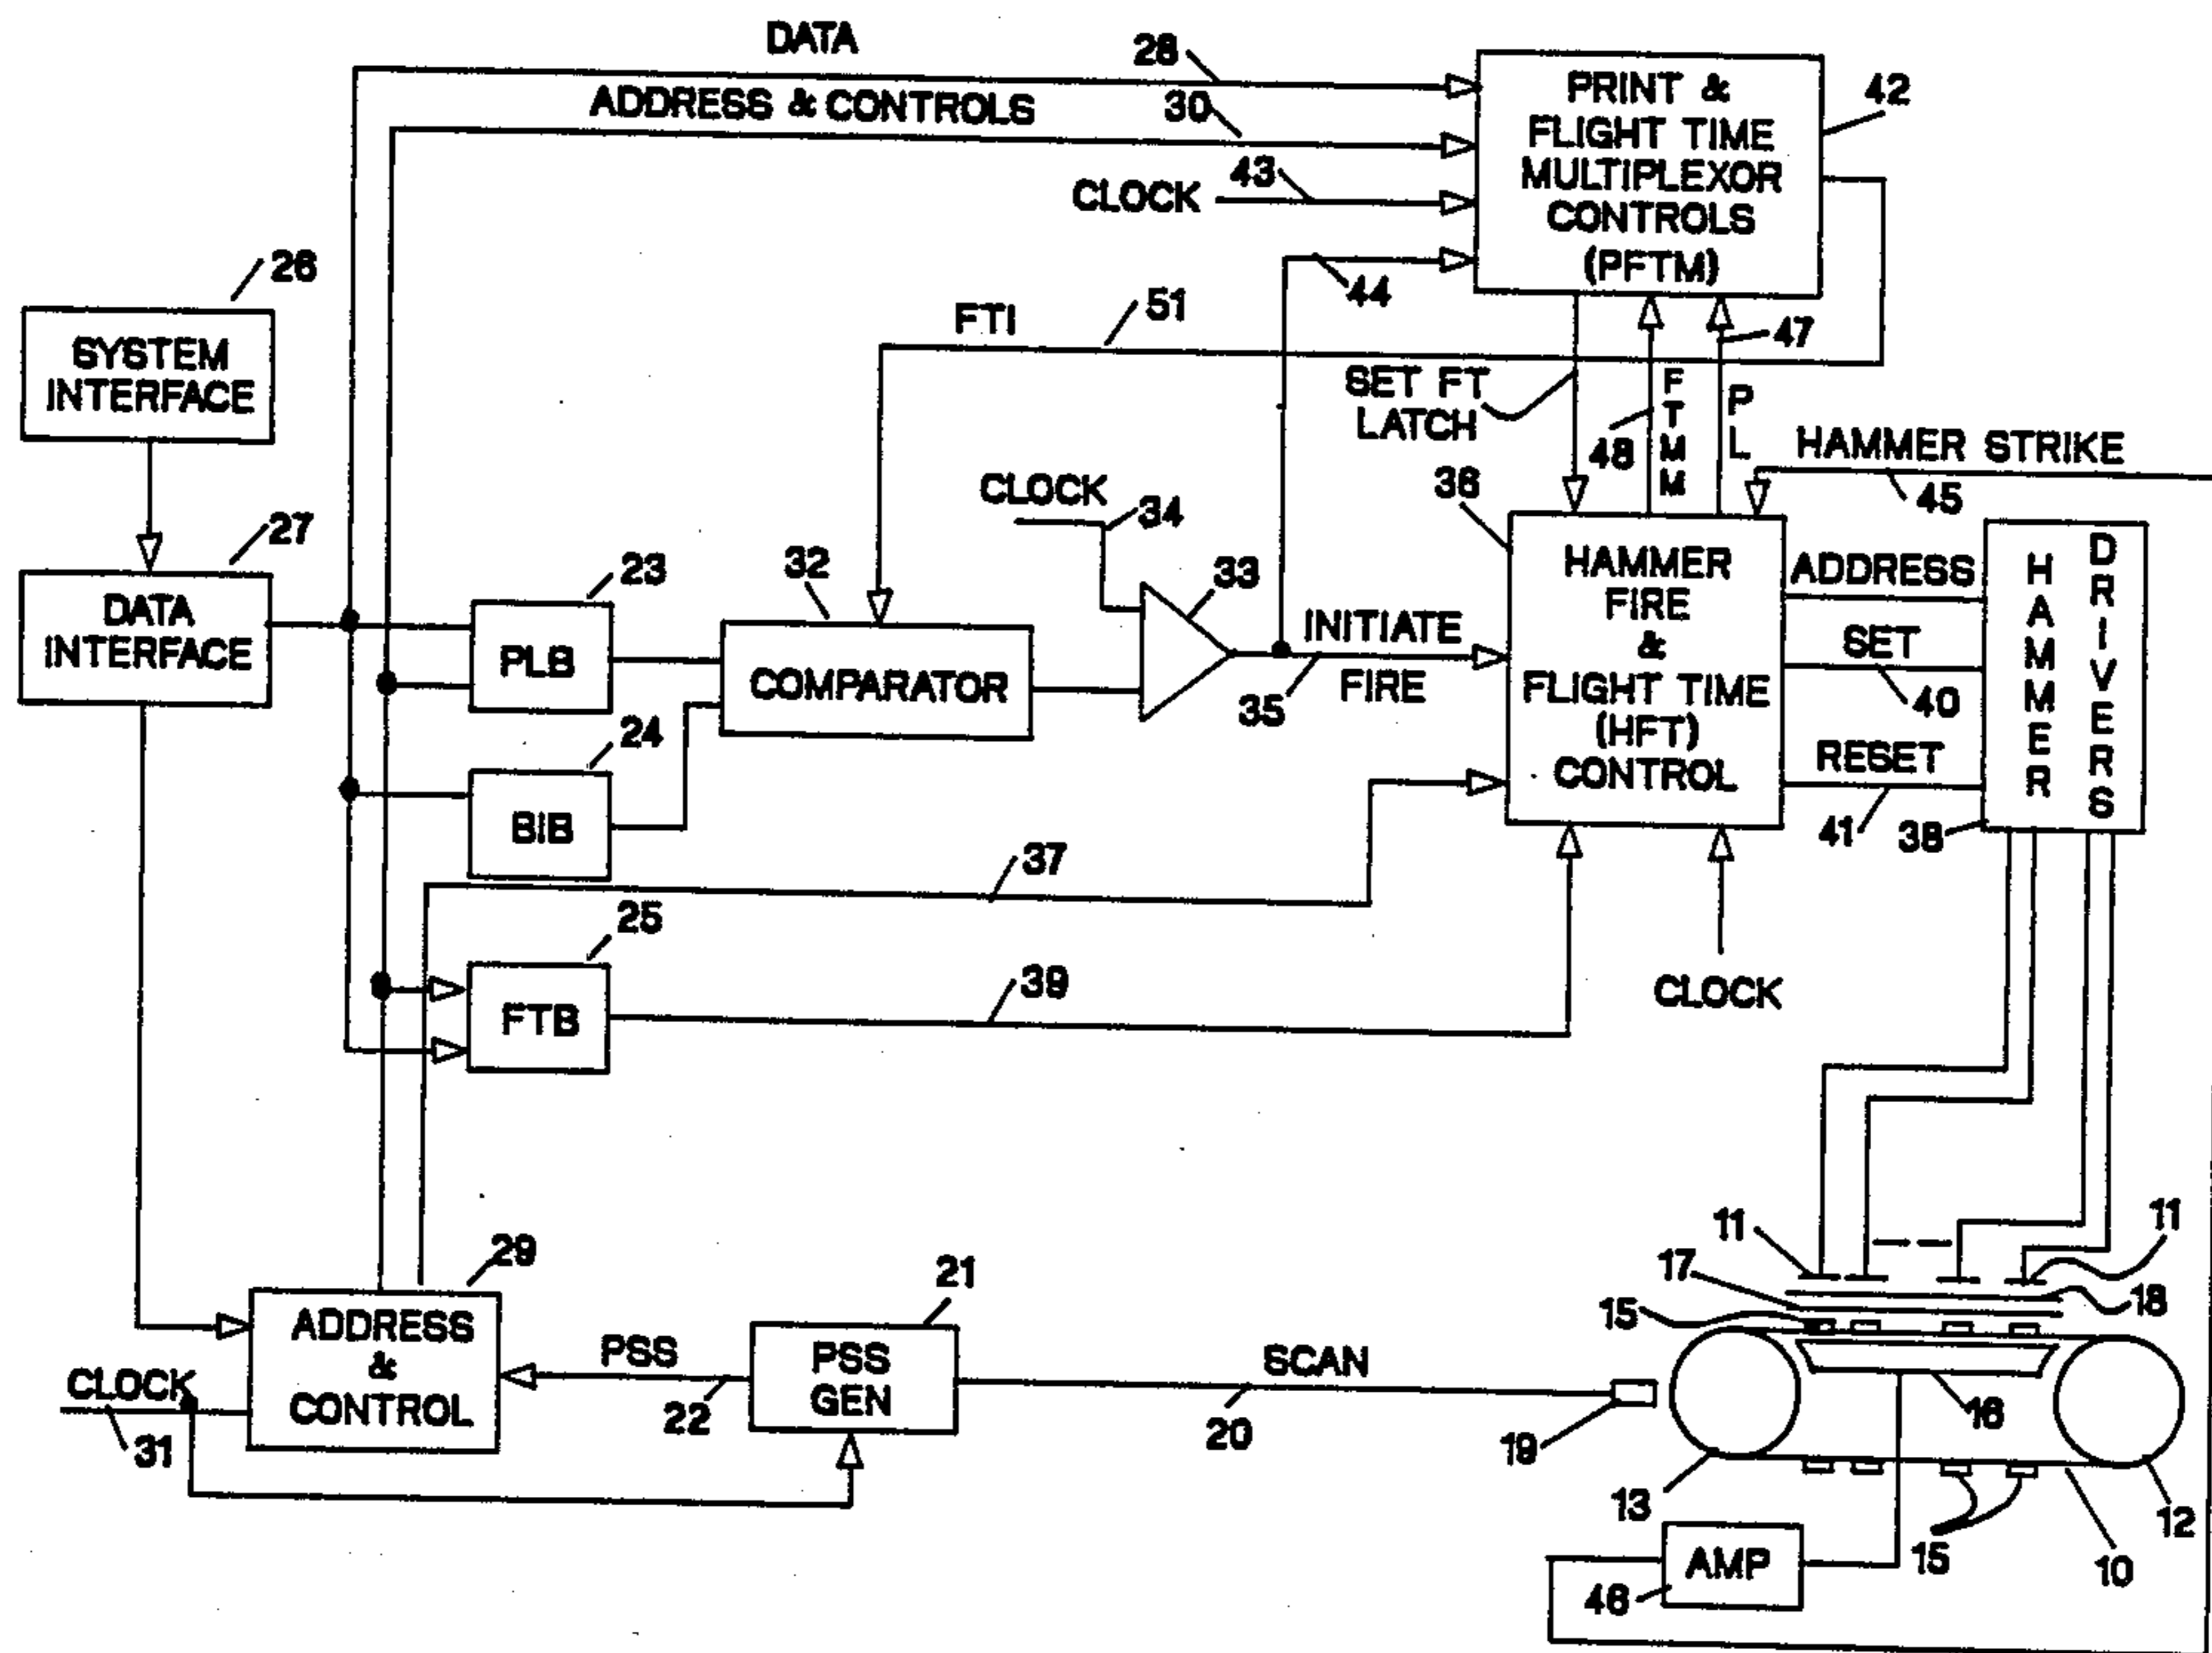 DATA
28
ADDRESS & CONTROLS
30
CLOCK
43
PRINT &
FLIGHT TIME
MULTIPLEXOR
CONTROLS
(PFTM)
42
44
26
SYSTEM
INTERFACE
FTI
51
SET FT
LATCH
48
FTMM
PL
47
HAMMER STRIKE
45
27
DATA
INTERFACE
23
PLB
24
BIB
25
FTB
32
COMPARATOR
CLOCK
34
33
INITIATE
FIRE
35
36
HAMMER
FIRE
&
FLIGHT TIME
(HFT)
CONTROL
ADDRESS
SET
40
RESET
41
38
HAMMER
DRIVERS
37
39
CLOCK
29
ADDRESS
&
CONTROL
CLOCK
31
PSS
22
21
PSS
GEN
SCAN
20
19
11
11
17
18
15
16
13
12
15
10
AMP
46